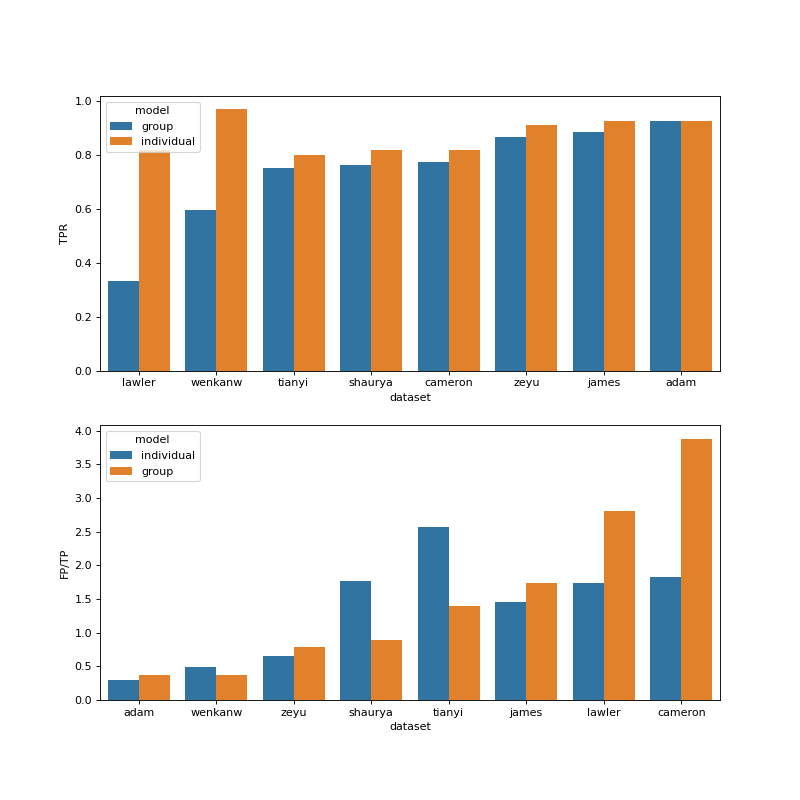 1.0
0.8
0.6
0.4
0.2
0.0
TPR
model
group
individual
lawler wenkanw tianyi shaurya cameron zeyu james adam
dataset
4.0
3.5
3.0
2.5
2.0
1.5
1.0
0.5
0.0
FP/TP
model
individual
group
adam wenkanw zeyu shaurya tianyi james lawler cameron
dataset